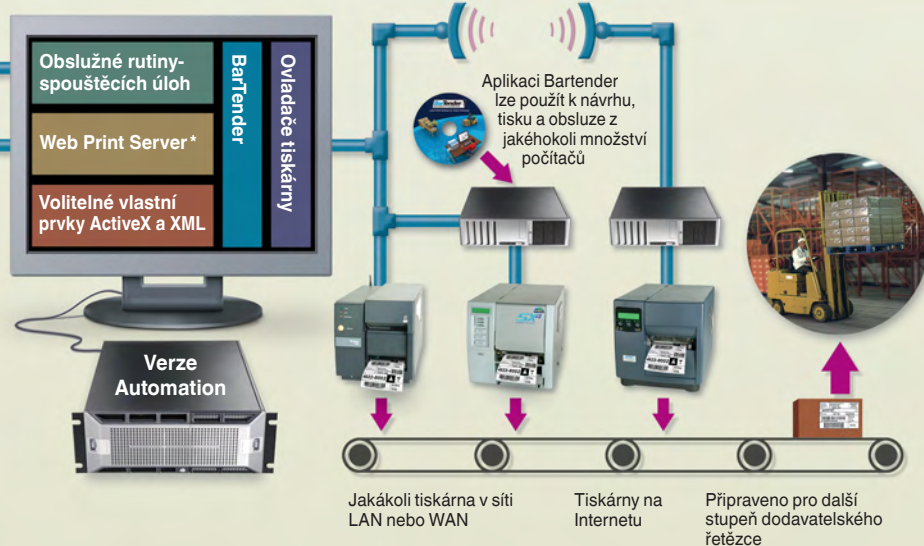 Obslužné rutiny-
spouštěcích úloh
Web Print Server*
Volitelné vlastní
prvky ActiveX a XML
BarTender
Ovladače tiskárny
Verze
Automation
Aplikaci Bartender
lze použít k návrhu,
tisku a obsluze z
jakéhokoli množství
počítačů
BarTender
Jakákoli tiskárna v síti
LAN nebo WAN
Tiskárny na
Internetu
Připraveno pro další
stupeň dodavatelského
řetězce